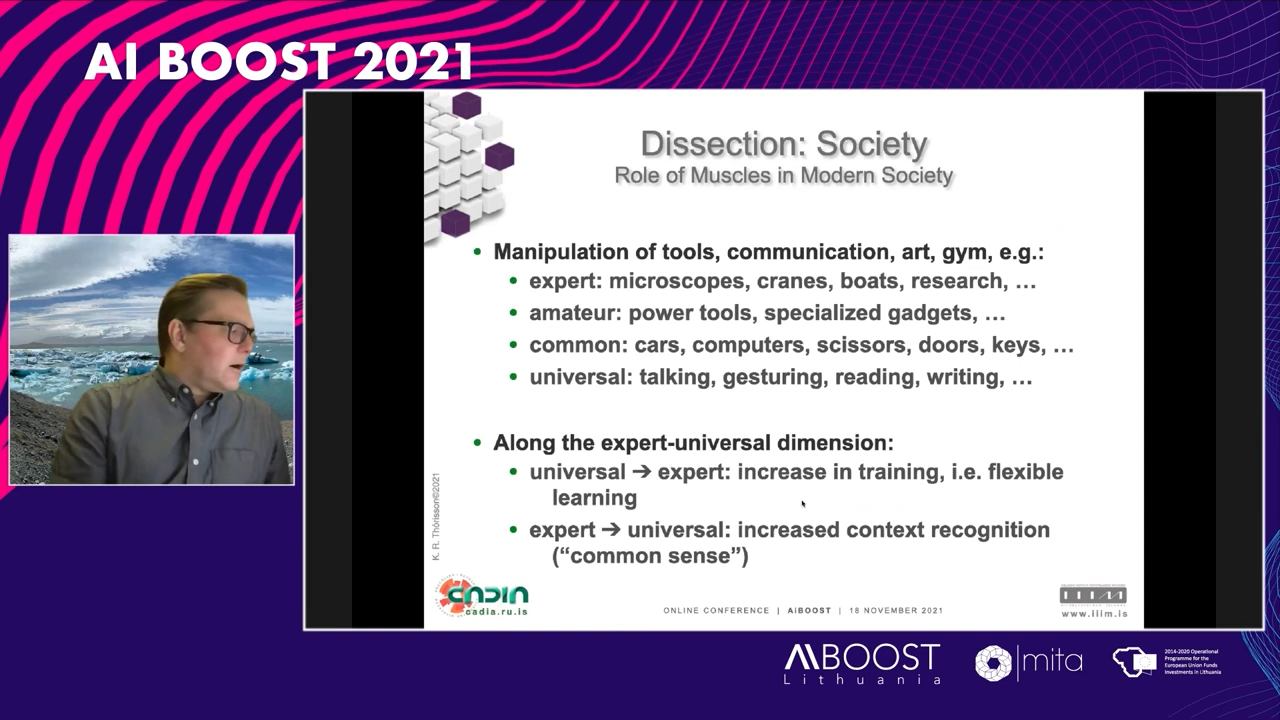 AI BOOST 2021
Dissection: Society
Role of Muscles in Modern Society
• Manipulation of tools, communication, art, gym, e.g.:
• expert: microscopes, cranes, boats, research, …
• amateur: power tools, specialized gadgets, …
• common: cars, computers, scissors, doors, keys, …
• universal: talking, gesturing, reading, writing, …
• Along the expert-universal dimension:
• universal ➔ expert: increase in training, i.e. flexible
learning
• expert ➔ universal: increased context recognition
(“common sense”)
K. R. Thórisson©2021
CADIA
cadia.ru.is
ONLINE CONFERENCE | AiBOOST | 18 NOVEMBER 2021
IIIM
www.iiim.is
AIBOOST
Lithuania
mita
2014-2020 Operational
Programme for the
European Union Funds
Investments in Lithuania